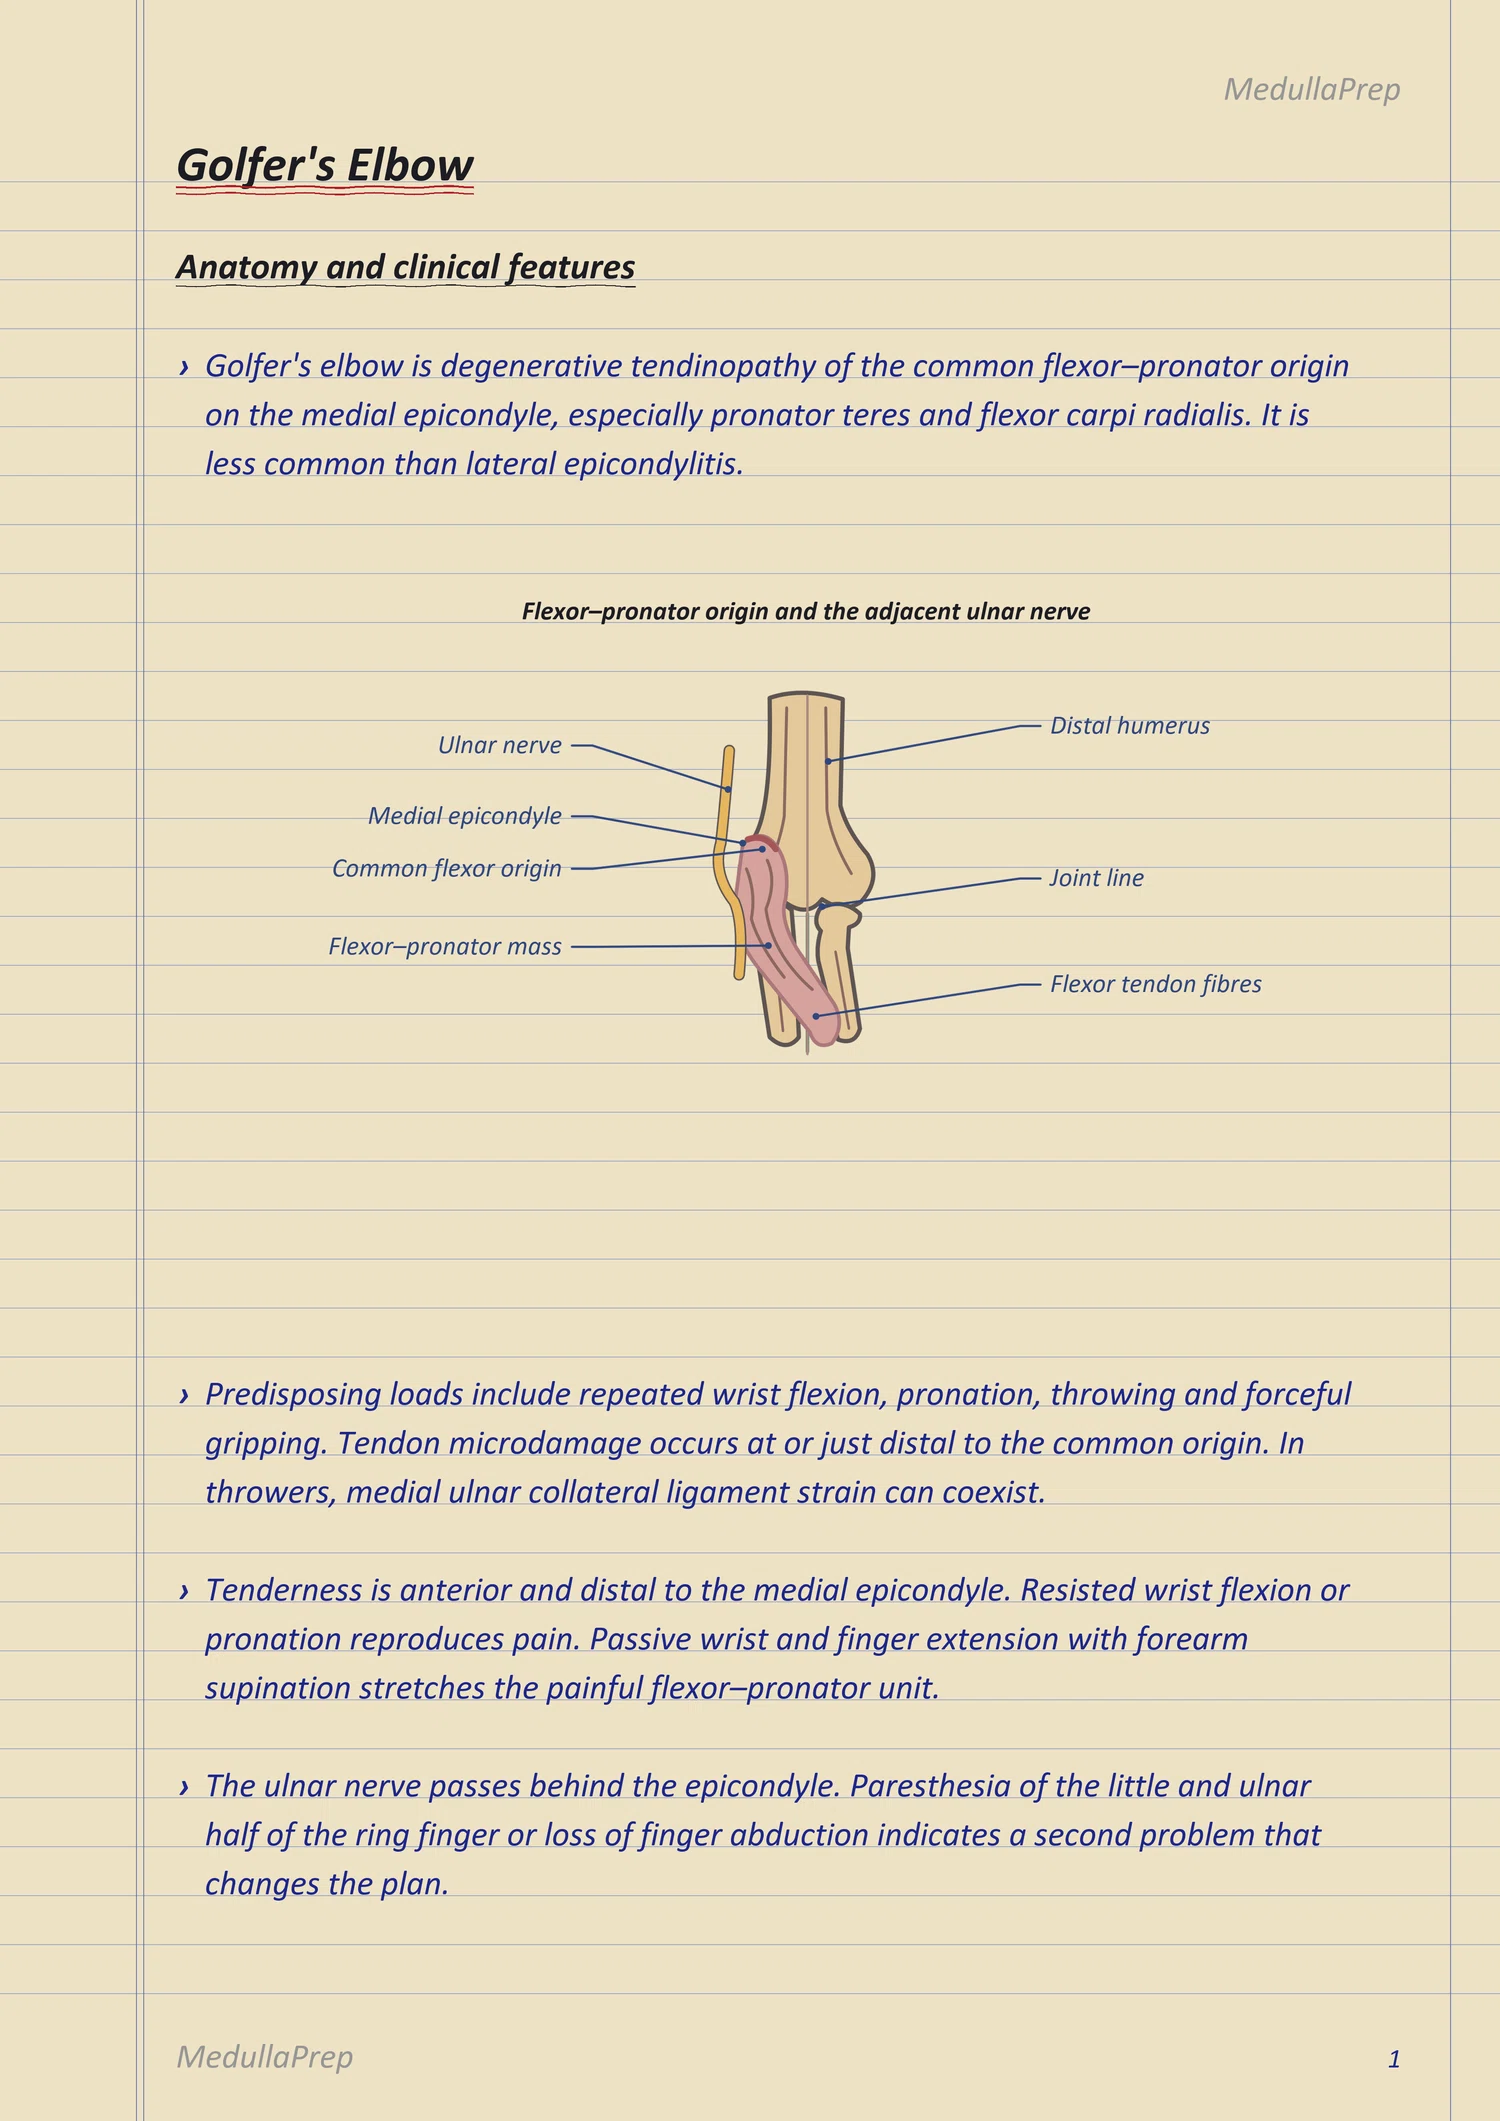 MedullaPrep
Golfer's Elbow
Anatomy and clinical features
› Golfer's elbow is degenerative tendinopathy of the common flexor–pronator origin
on the medial epicondyle, especially pronator teres and flexor carpi radialis. It is
less common than lateral epicondylitis.
Flexor–pronator origin and the adjacent ulnar nerve
Distal humerus
Ulnar nerve
Medial epicondyle
Common flexor origin
Joint line
Flexor–pronator mass
Flexor tendon fibres
› Predisposing loads include repeated wrist flexion, pronation, throwing and forceful
gripping. Tendon microdamage occurs at or just distal to the common origin. In
throwers, medial ulnar collateral ligament strain can coexist.
› Tenderness is anterior and distal to the medial epicondyle. Resisted wrist flexion or
pronation reproduces pain. Passive wrist and finger extension with forearm
supination stretches the painful flexor–pronator unit.
› The ulnar nerve passes behind the epicondyle. Paresthesia of the little and ulnar
half of the ring finger or loss of finger abduction indicates a second problem that
changes the plan.
MedullaPrep
1